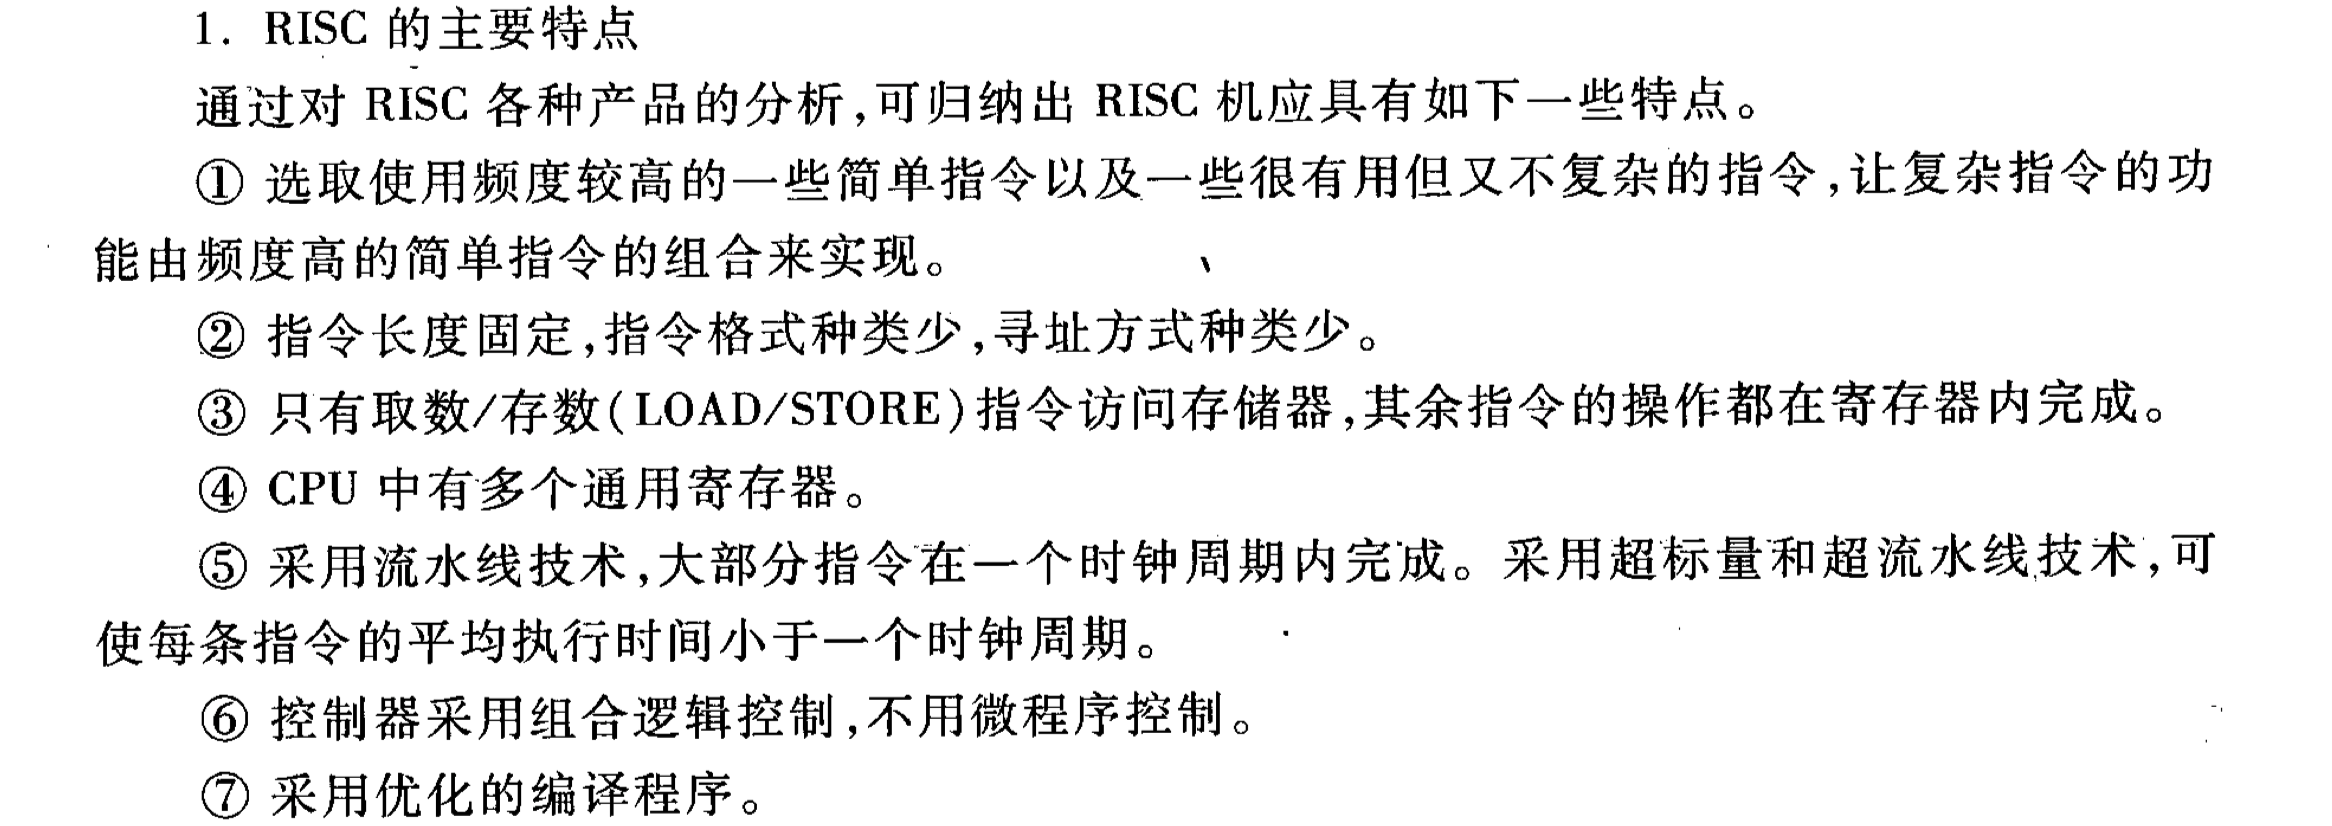 1. RISC 的主要特点
通过对 RISC 各种产品的分析,可归纳出 RISC 机应具有如下一些特点。
① 选取使用频度较高的一些简单指令以及一些很有用但又不复杂的指令,让复杂指令的功
能由频度高的简单指令的组合来实现。
② 指令长度固定,指令格式种类少,寻址方式种类少。
③ 只有取数/存数(LOAD/STORE)指令访问存储器,其余指令的操作都在寄存器内完成。
④ CPU 中有多个通用寄存器。
⑤ 采用流水线技术,大部分指令在一个时钟周期内完成。采用超标量和超流水线技术,可
使每条指令的平均执行时间小于一个时钟周期。
⑥ 控制器采用组合逻辑控制,不用微程序控制。
⑦ 采用优化的编译程序。